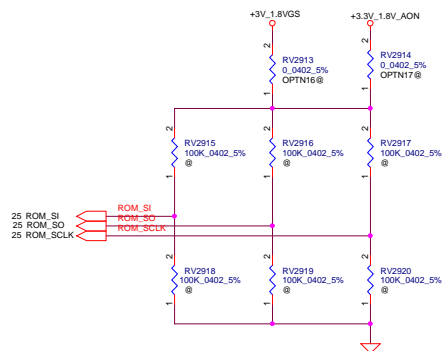 +3V_1.8VGS
+3.3V_1.8V_AON
2
RV2913
0_0402_5%
OPTN16@
1
2
RV2914
0_0402_5%
OPTN17@
1
2
RV2915
100K_0402_5%
@
1
2
RV2916
100K_0402_5%
@
1
2
RV2917
100K_0402_5%
@
1
25 ROM_SI
ROM_SI
25 ROM_SO
ROM_SO
25 ROM_SCLK
ROM_SCLK
2
RV2918
100K_0402_5%
@
1
2
RV2919
100K_0402_5%
@
1
2
RV2920
100K_0402_5%
@
1